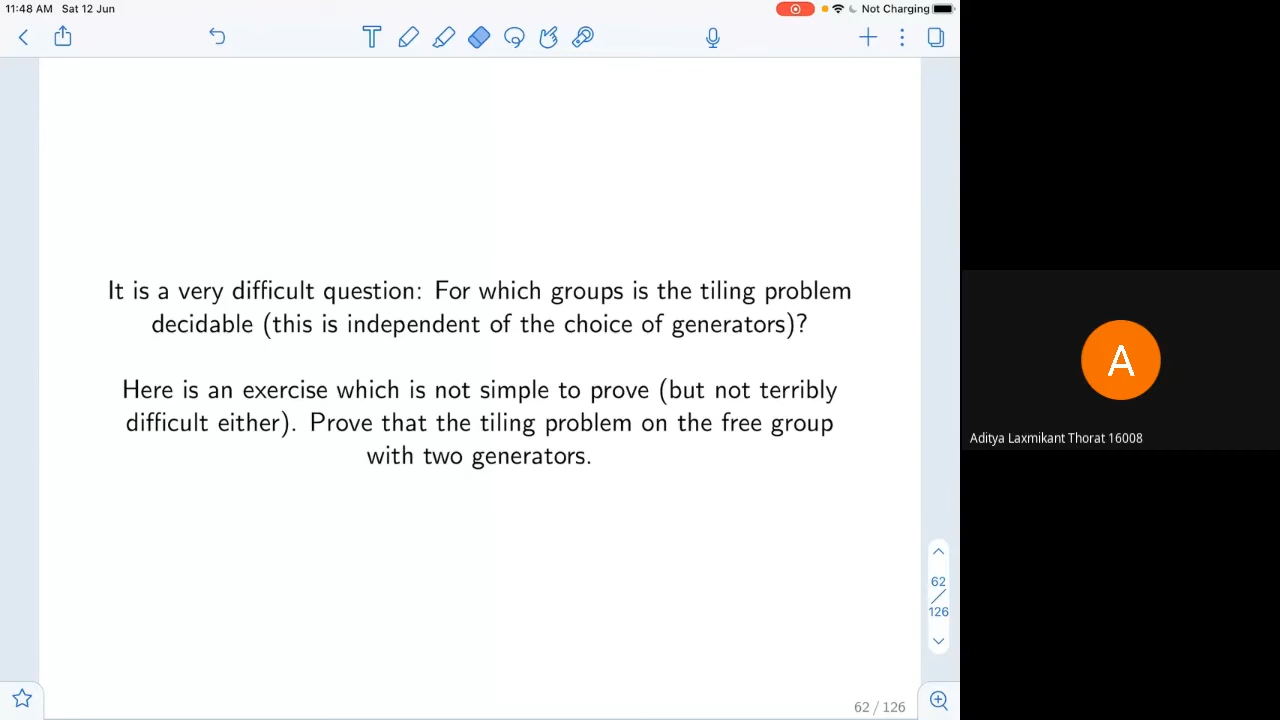 11:48 AM Sat 12 Jun
Not Charging
T
It is a very difficult question: For which groups is the tiling problem
decidable (this is independent of the choice of generators)?
Here is an exercise which is not simple to prove (but not terribly
difficult either). Prove that the tiling problem on the free group
with two generators.
62
126
62 / 126
A
Aditya Laxmikant Thorat 16008